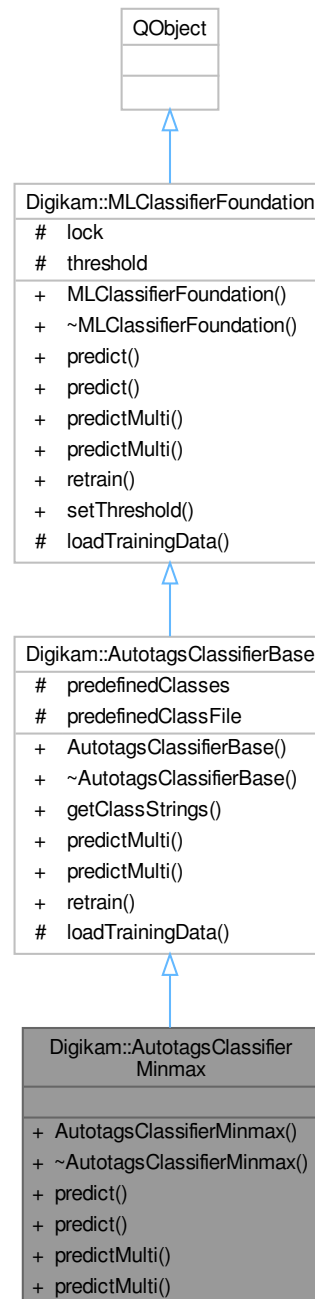 QObject
Digikam::MLClassifierFoundation
# lock
# threshold
+ MLClassifierFoundation()
+ ~MLClassifierFoundation()
+ predict()
+ predict()
+ predictMulti()
+ predictMulti()
+ retrain()
+ setThreshold()
# loadTrainingData()
Digikam::AutotagsClassifierBase
# predefinedClasses
# predefinedClassFile
+ AutotagsClassifierBase()
+ ~AutotagsClassifierBase()
+ getClassStrings()
+ predictMulti()
+ predictMulti()
+ retrain()
# loadTrainingData()
Digikam::AutotagsClassifier
Minmax
+ AutotagsClassifierMinmax()
+ ~AutotagsClassifierMinmax()
+ predict()
+ predict()
+ predictMulti()
+ predictMulti()